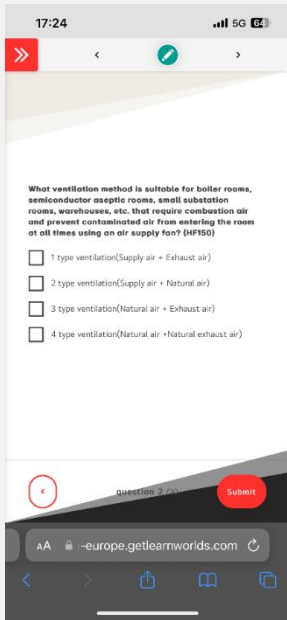 17:24
5G 64
What ventilation method is suitable for boiler rooms,
semiconductor aseptic rooms, small substation
rooms, warehouses, etc. that require combustion air
and prevent contaminated air from entering the room
at all times using an air supply fan? (HF150)
1 type ventilation(Supply air + Exhaust air)
2 type ventilation(Supply air + Natural air)
3 type ventilation(Natural air + Exhaust air)
4 type ventilation(Natural air +Natural exhaust air)
question 2 /10
Submit
AA -europe.getlearnworlds.com